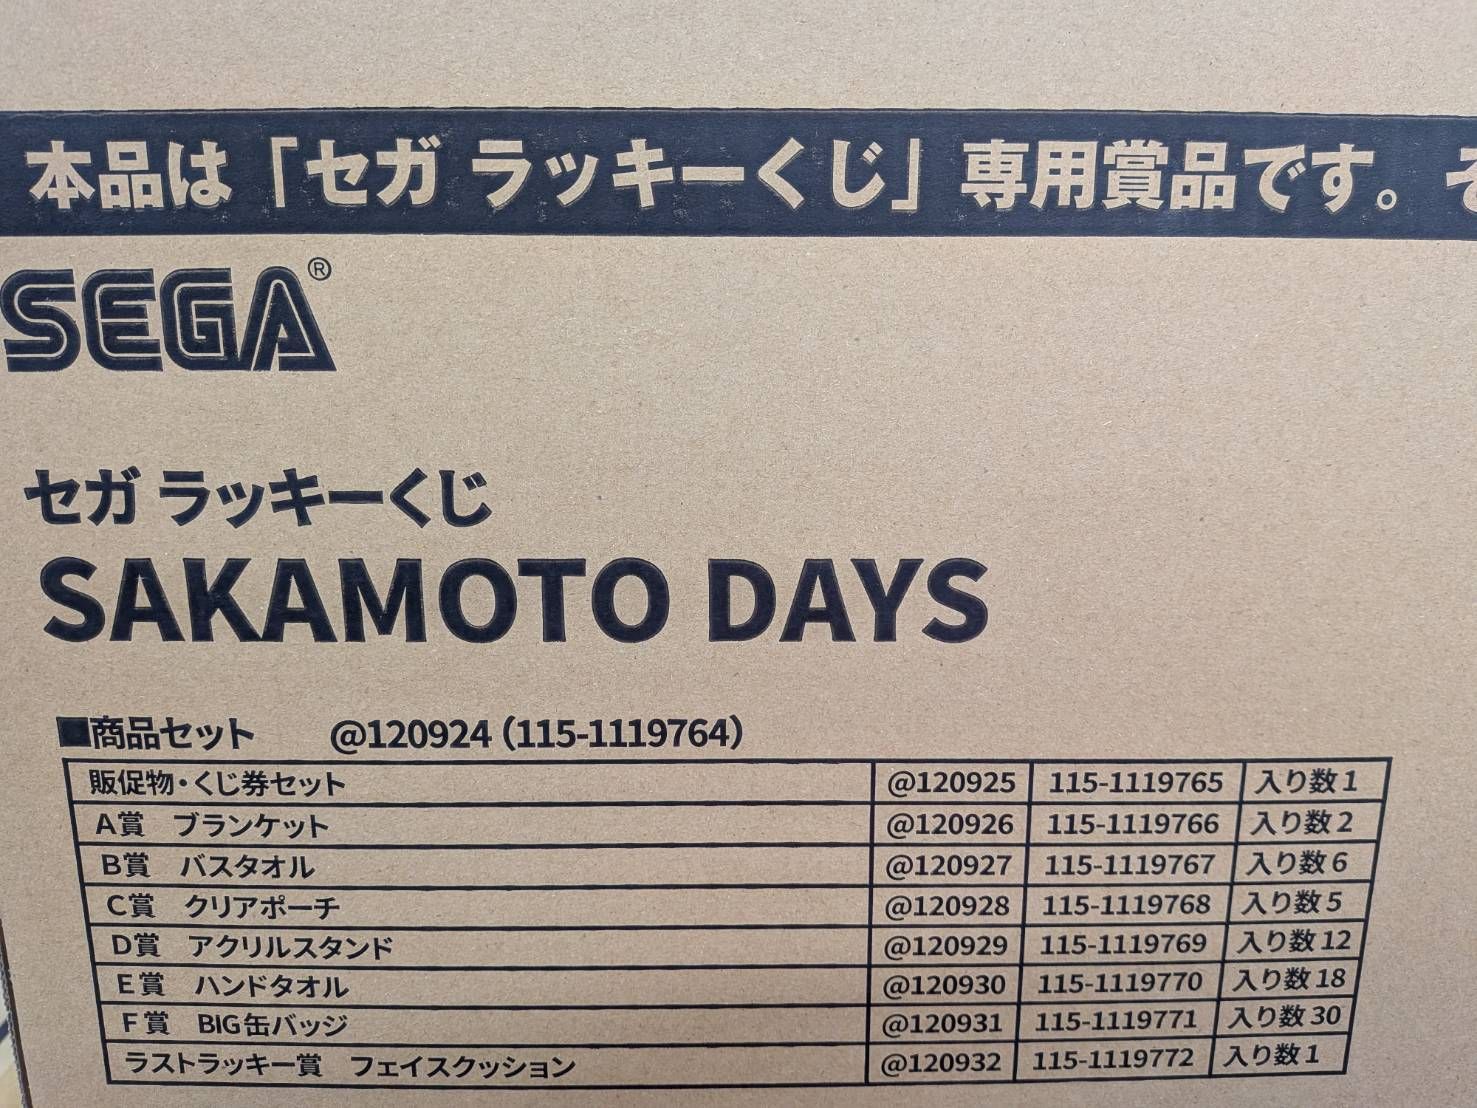 本品は「セガ ラッキーくじ」専用賞品です。そ
SEGA®
セガ ラッキーくじ
SAKAMOTO DAYS
■商品セット @120924（115-1119764）
販促物・くじ券セット @120925 115-1119765 入り数1
A賞 ブランケット @120926 115-1119766 入り数2
B賞 バスタオル @120927 115-1119767 入り数6
C賞 クリアポーチ @120928 115-1119768 入り数5
D賞 アクリルスタンド @120929 115-1119769 入り数12
E賞 ハンドタオル @120930 115-1119770 入り数18
F賞 BIG缶バッジ @120931 115-1119771 入り数30
ラストラッキー賞 フェイスクッション @120932 115-1119772 入り数1